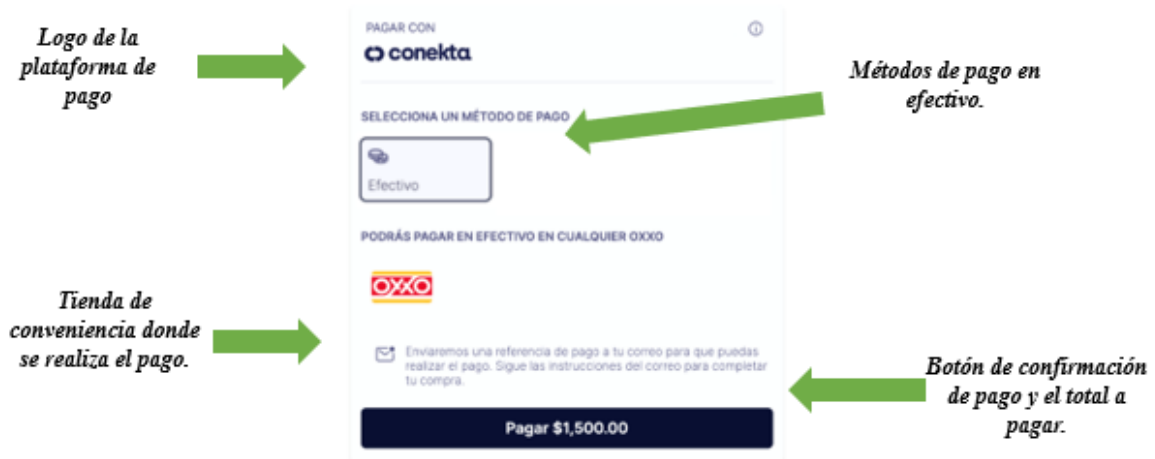 Logo de la
plataforma de
pago
PAGAR CON
conekta
SELECCIONA UN MÉTODO DE PAGO
Métodos de pago en
efectivo.
Efectivo
PODRÁS PAGAR EN EFECTIVO EN CUALQUIER OXXO
OXXO
Tienda de
conveniencia donde
se realiza el pago.
Enviaremos una referencia de pago a tu correo para que puedas
realizar el pago. Sigue las instrucciones del correo para completar
tu compra.
Botón de confirmación
de pago y el total a
pagar.
Pagar $1,500.00